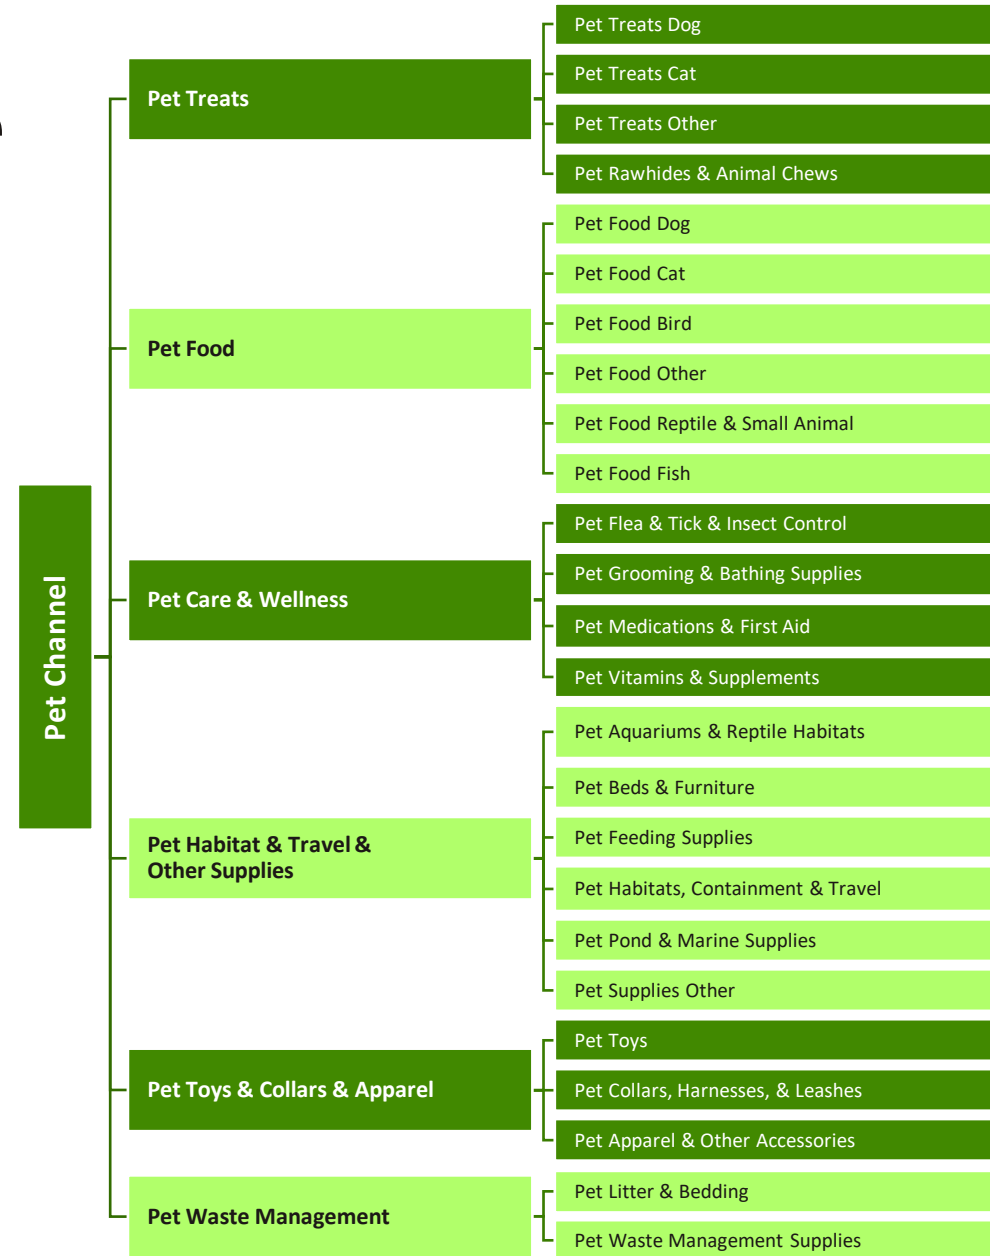 Pet Channel
Pet Treats
Pet Treats Dog
Pet Treats Cat
Pet Treats Other
Pet Rawhides & Animal Chews
Pet Food
Pet Food Dog
Pet Food Cat
Pet Food Bird
Pet Food Other
Pet Food Reptile & Small Animal
Pet Food Fish
Pet Care & Wellness
Pet Flea & Tick & Insect Control
Pet Grooming & Bathing Supplies
Pet Medications & First Aid
Pet Vitamins & Supplements
Pet Habitat & Travel &
Other Supplies
Pet Aquariums & Reptile Habitats
Pet Beds & Furniture
Pet Feeding Supplies
Pet Habitats, Containment & Travel
Pet Pond & Marine Supplies
Pet Supplies Other
Pet Toys & Collars & Apparel
Pet Toys
Pet Collars, Harnesses, & Leashes
Pet Apparel & Other Accessories
Pet Waste Management
Pet Litter & Bedding
Pet Waste Management Supplies